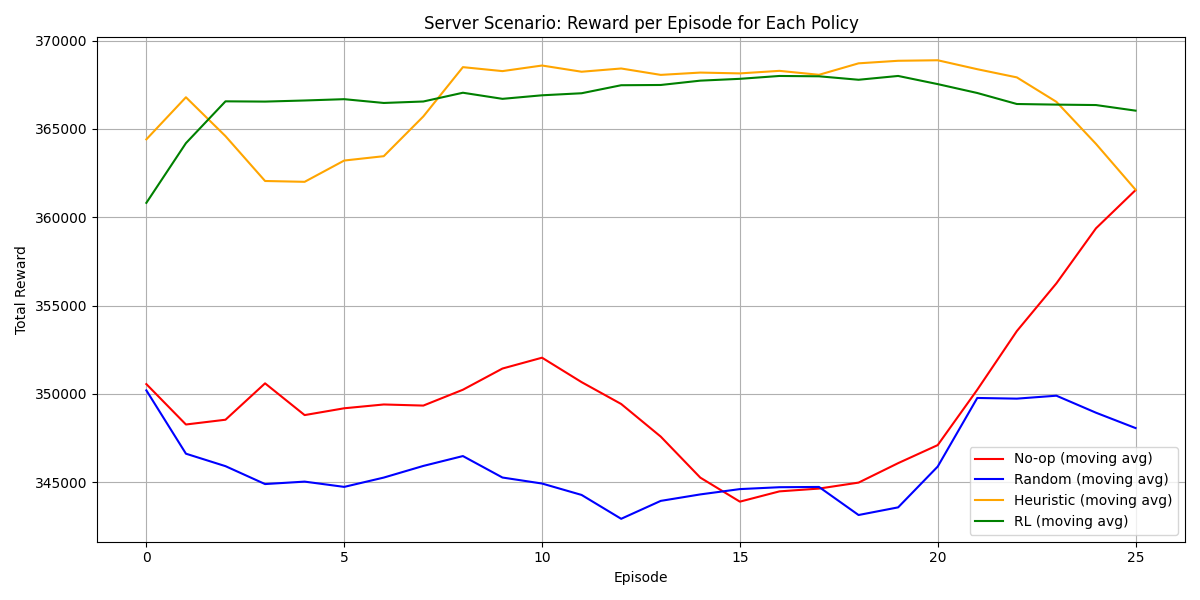 Server Scenario: Reward per Episode for Each Policy
Total Reward
370000
365000
360000
355000
350000
345000
0
5
10
15
20
25
Episode
No-op (moving avg)
Random (moving avg)
Heuristic (moving avg)
RL (moving avg)